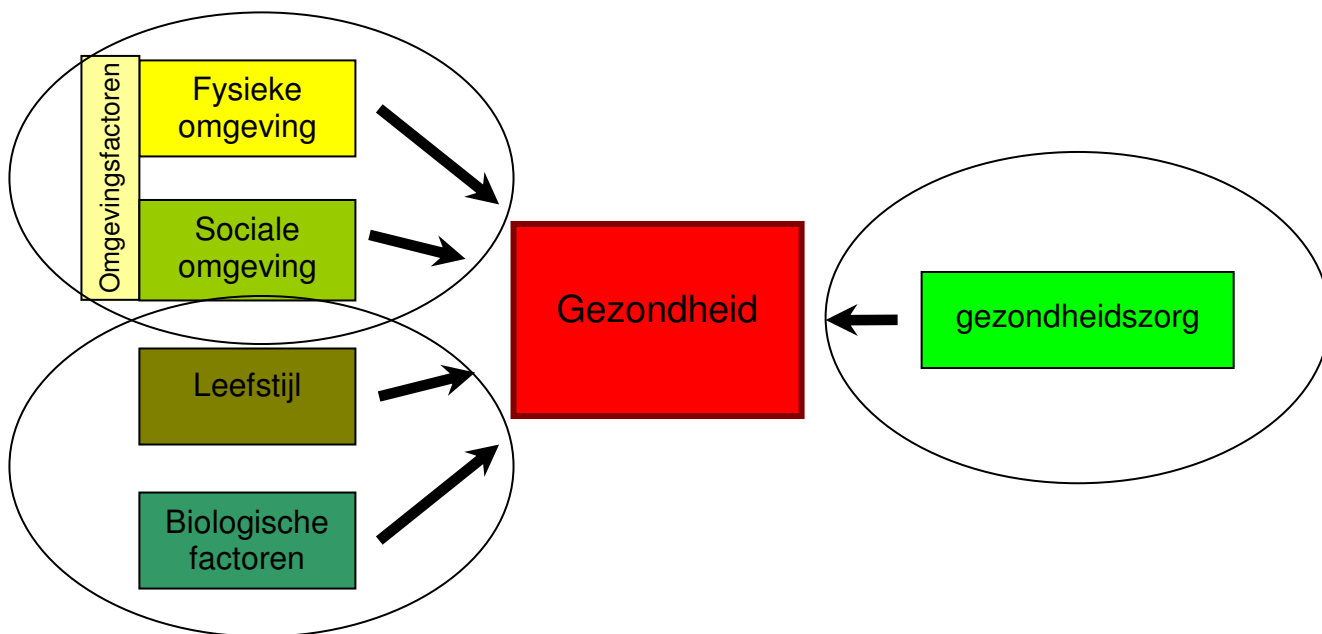 Omgevingsfactoren
Fysieke
omgeving
Sociale
omgeving
Leefstijl
Biologische
factoren
Gezondheid
gezondheidszorg